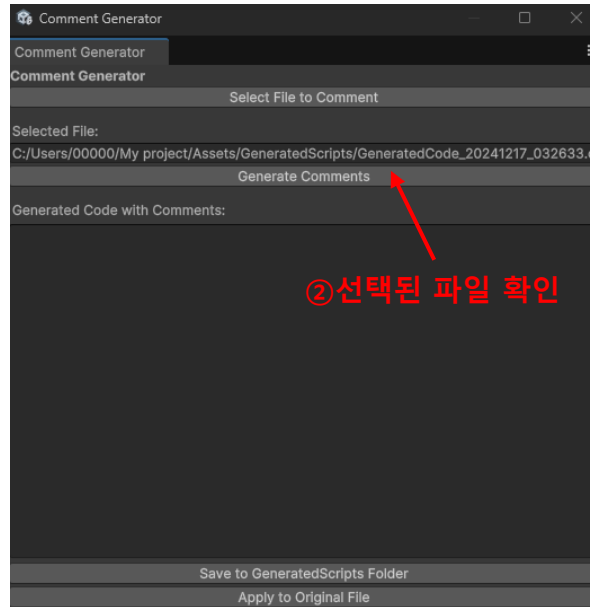 Comment Generator
Comment Generator
Comment Generator
Select File to Comment
Selected File:
C:/Users/00000/My project/Assets/GeneratedScripts/GeneratedCode_20241217_032633.
Generate Comments
Generated Code with Comments:
②선택된 파일 확인
Save to GeneratedScripts Folder
Apply to Original File